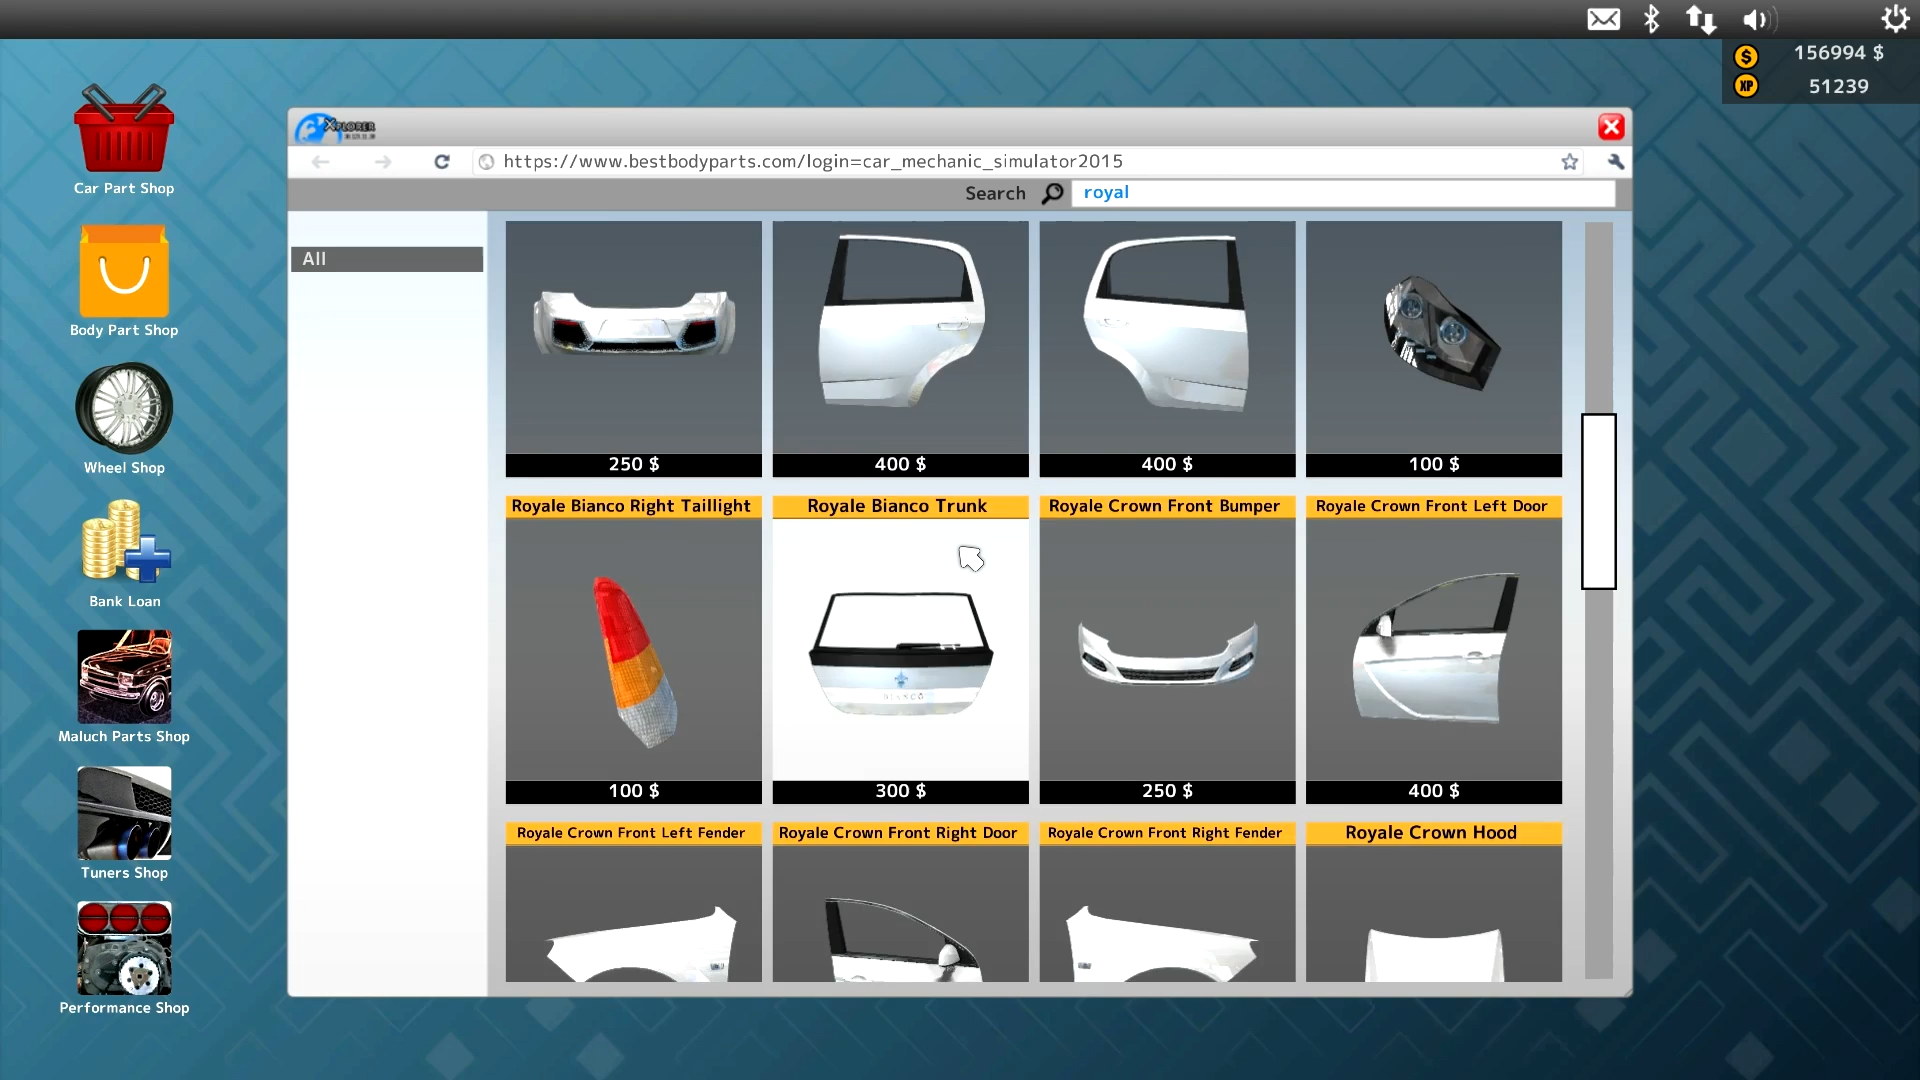 156994 $
XP 51239
Car Part Shop
Body Part Shop
Wheel Shop
Bank Loan
Maluch Parts Shop
Tuners Shop
Performance Shop
XPLORER
https://www.bestbodyparts.com/login=car_mechanic_simulator2015
Search royal
All
250 $ 400 $ 400 $ 100 $
Royale Bianco Right Taillight Royale Bianco Trunk Royale Crown Front Bumper Royale Crown Front Left Door
BIANCO
100 $ 300 $ 250 $ 400 $
Royale Crown Front Left Fender Royale Crown Front Right Door Royale Crown Front Right Fender Royale Crown Hood